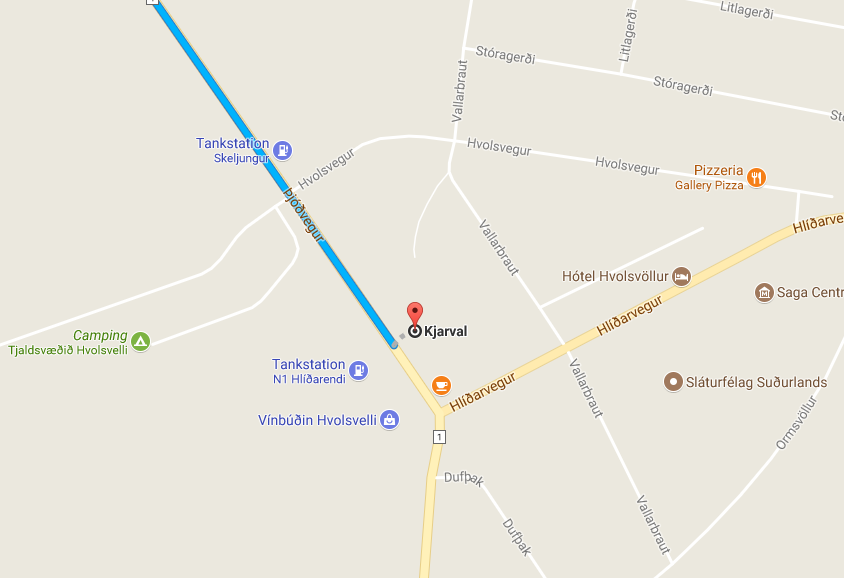 Litlagerði
Litlagerði
Stóragerði
Stóragerði
Vallarbraut
Tankstation
Skeljungur
Hvolsvegur
Hvolsvegur
Hvolsvegur
Pizzeria
Gallery Pizza
Þjóðvegur
Vallarbraut
Hlíðarve
Hótel Hvolsvöllur
Saga Centr
Hlíðarvegur
Kjarval
Camping
Tjaldsvæðið Hvolsvelli
Tankstation
N1 Hlíðarendi
Hlíðarvegur
Vallarbraut
Sláturfélag Suðurlands
Vínbúðin Hvolsvelli
Ormsvöllur
1
Dufþak
Dufþak
Vallarbraut